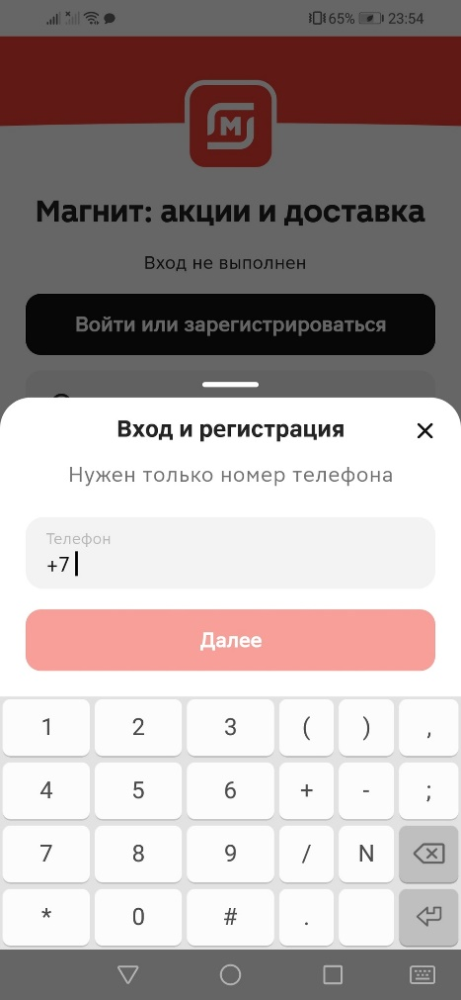 65% 23:54
М
Магнит: акции и доставка
Вход не выполнен
Войти или зарегистрироваться
Вход и регистрация
Нужен только номер телефона
Телефон
+7
Далее
1 2 3 ( ) ,
4 5 6 + - ;
7 8 9 / N
* 0 # .